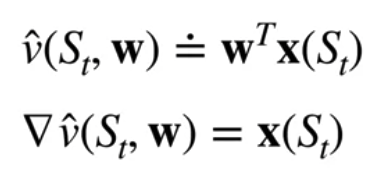 v̂(Sₜ, 𝐰) ≐ 𝐰ᵀ𝐱(Sₜ)
∇v̂(Sₜ, 𝐰) = 𝐱(Sₜ)